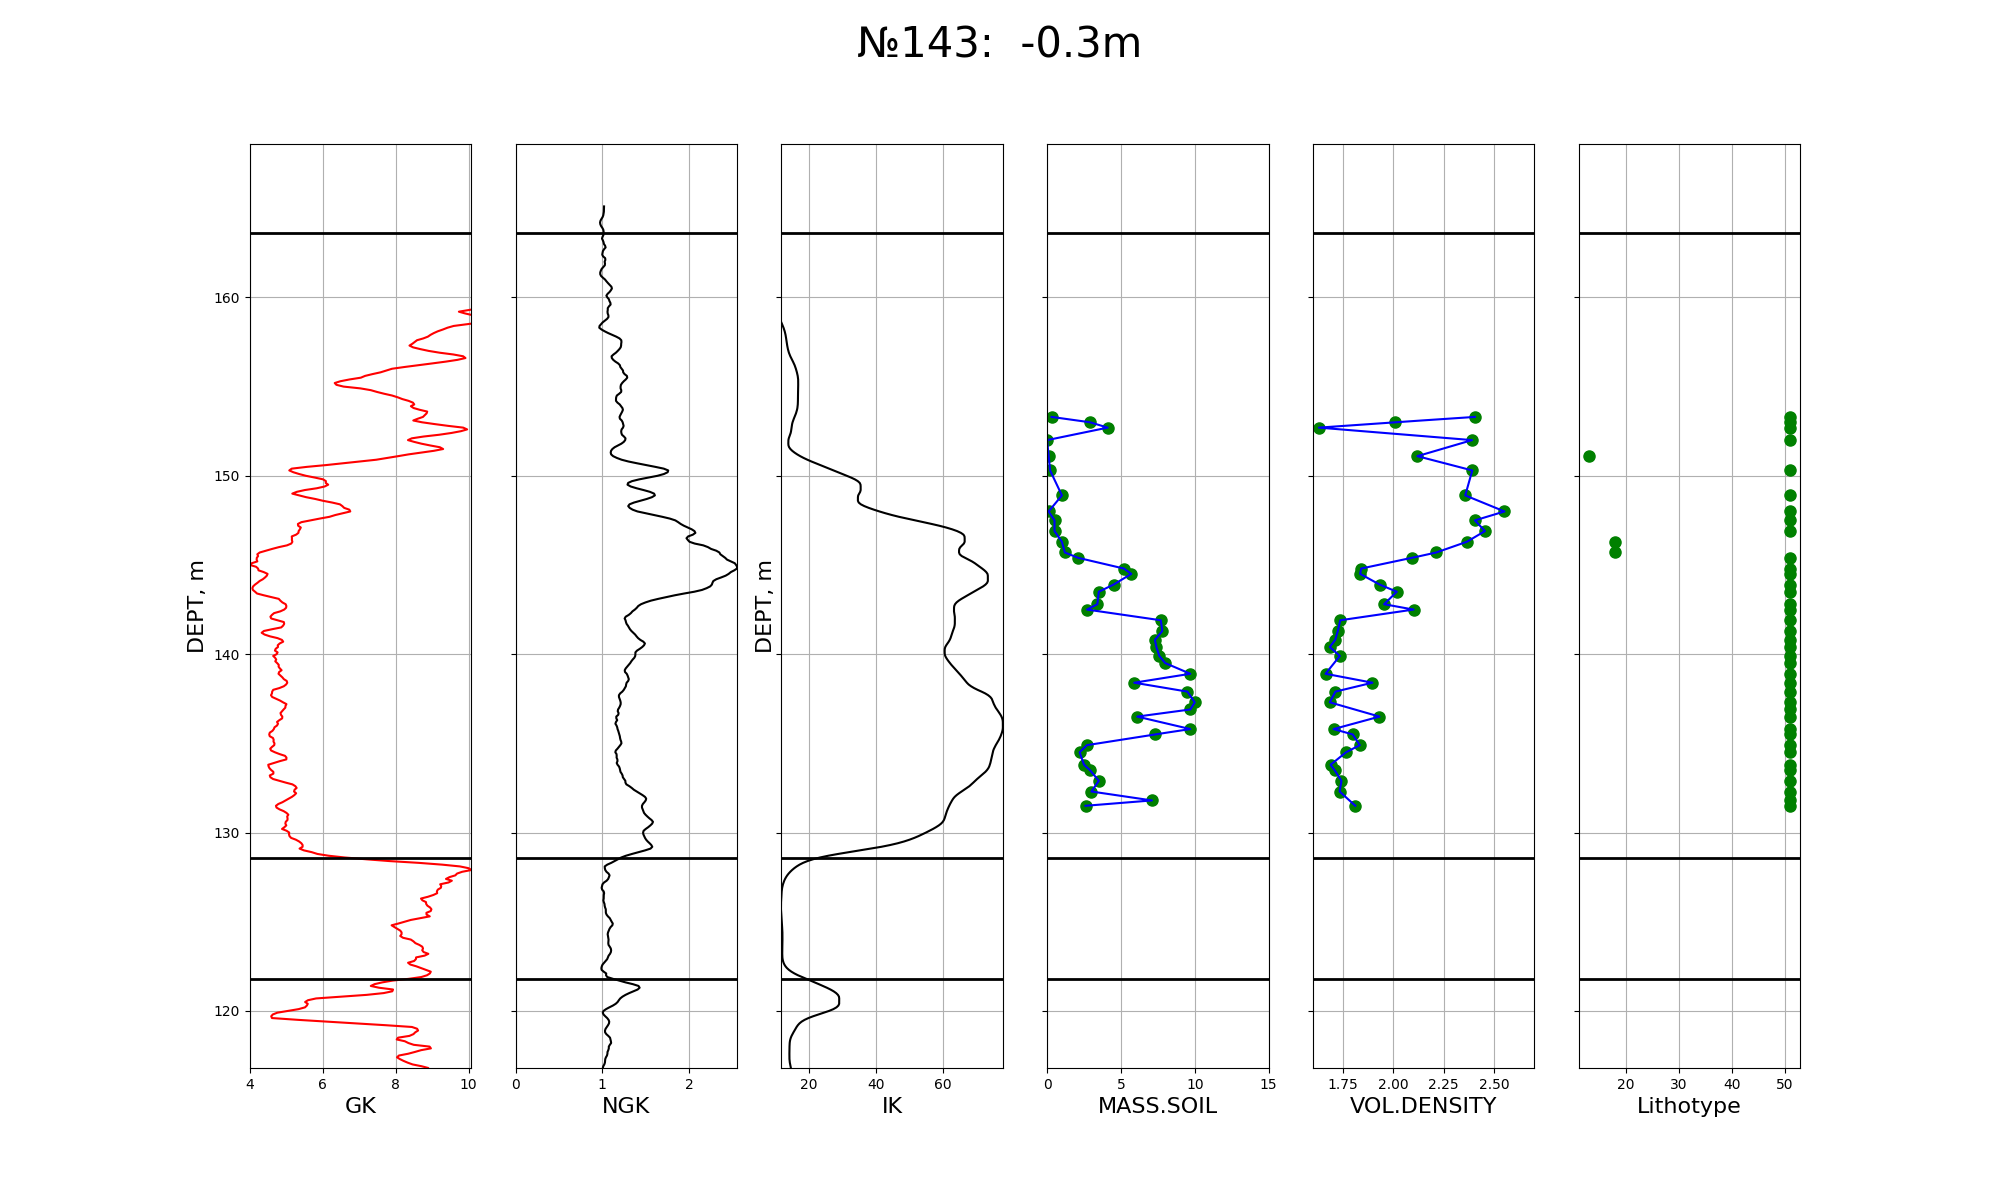 №143:  -0.3m
DEPT, m
160
150
140
130
120
4 6 8 10
GK
0 1 2
NGK
DEPT, m
20 40 60
IK
0 5 10 15
MASS.SOIL
1.75 2.00 2.25 2.50
VOL.DENSITY
20 30 40 50
Lithotype